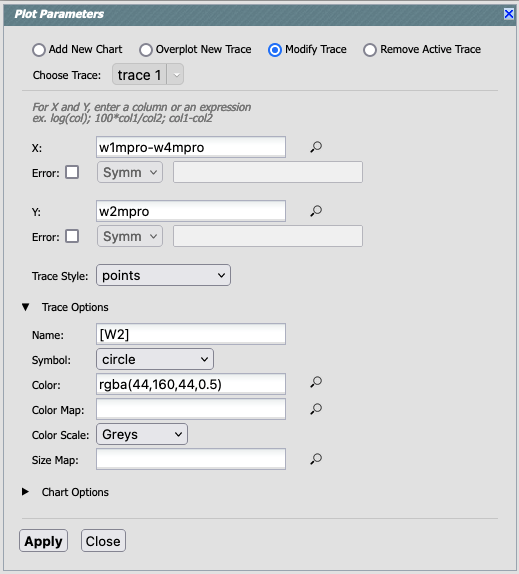 Plot Parameters
Add New Chart Overplot New Trace Modify Trace Remove Active Trace
Choose Trace: trace 1
For X and Y, enter a column or an expression
ex. log(col); 100*col1/col2; col1-col2
X: w1mpro-w4mpro
Error: Symm
Y: w2mpro
Error: Symm
Trace Style: points
Trace Options
Name: [W2]
Symbol: circle
Color: rgba(44,160,44,0.5)
Color Map:
Color Scale: Greys
Size Map:
Chart Options
Apply Close